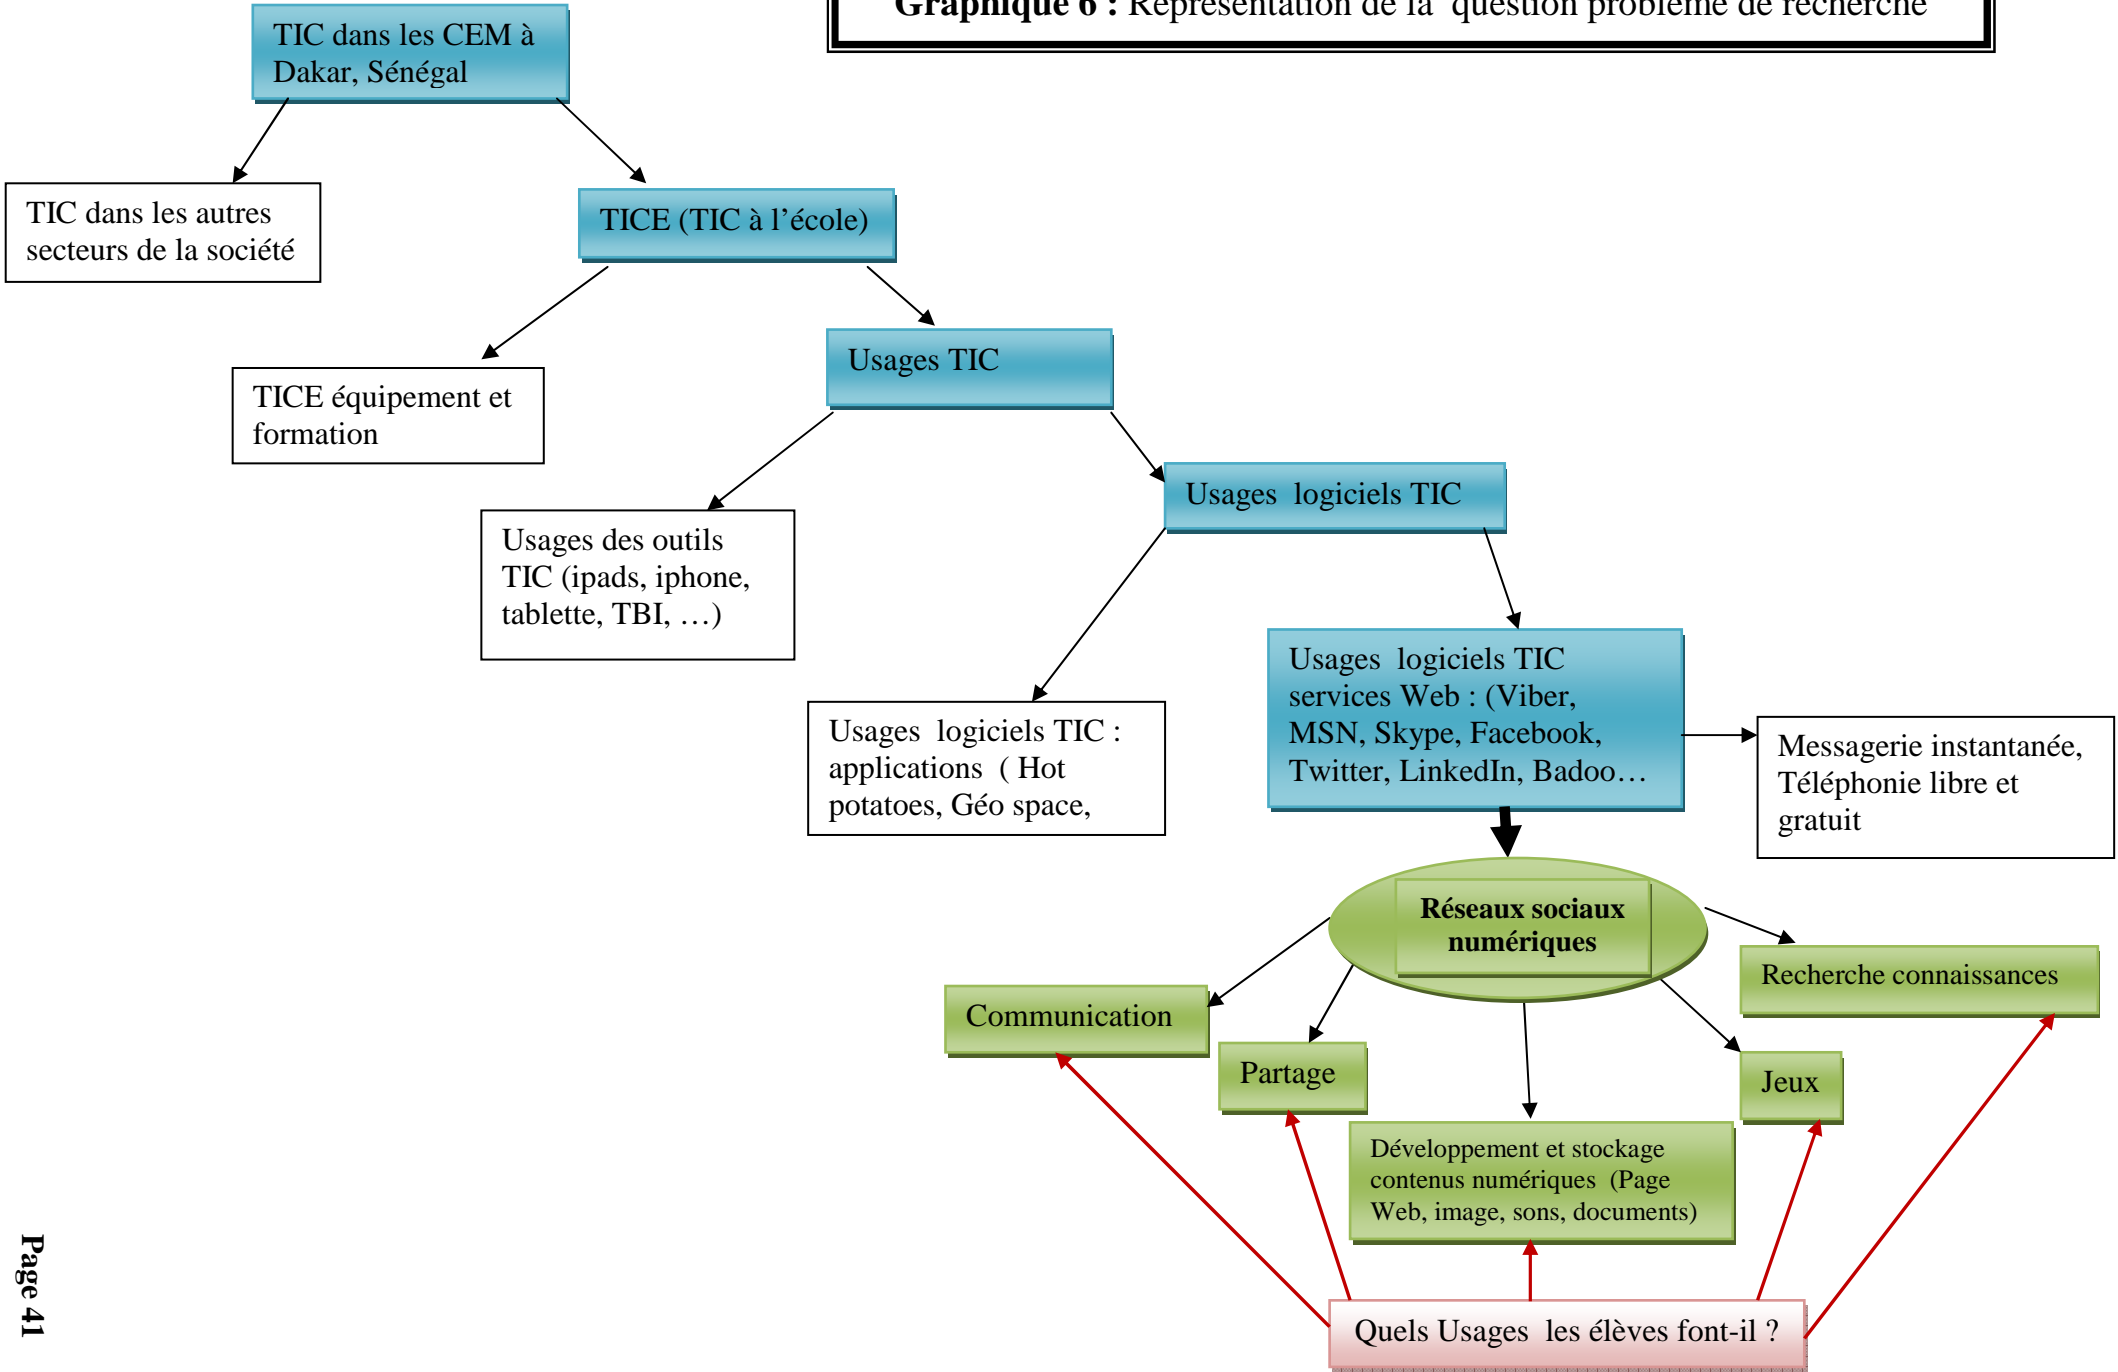 Graphique 6 : Représentation de la question problème de recherche
TIC dans les CEM à
Dakar, Sénégal
TIC dans les autres
secteurs de la société
TICE (TIC à l’école)
TICE équipement et
formation
Usages TIC
Usages des outils
TIC (ipads, iphone,
tablette, TBI, …)
Usages logiciels TIC
Usages logiciels TIC :
applications ( Hot
potatoes, Géo space,
Usages logiciels TIC
services Web : (Viber,
MSN, Skype, Facebook,
Twitter, LinkedIn, Badoo…
Messagerie instantanée,
Téléphonie libre et
gratuit
Réseaux sociaux
numériques
Communication
Partage
Développement et stockage
contenus numériques (Page
Web, image, sons, documents)
Jeux
Recherche connaissances
Quels Usages les élèves font-il ?
Page 41